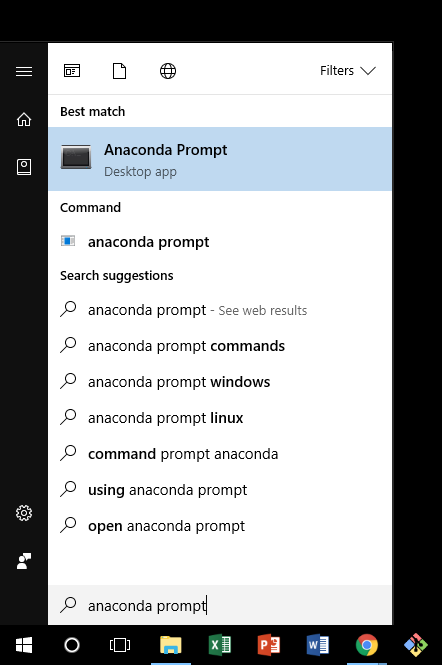 Filters
Best match
Anaconda Prompt
Desktop app
Command
anaconda prompt
Search suggestions
anaconda prompt - See web results
anaconda prompt commands
anaconda prompt windows
anaconda prompt linux
command prompt anaconda
using anaconda prompt
open anaconda prompt
anaconda prompt